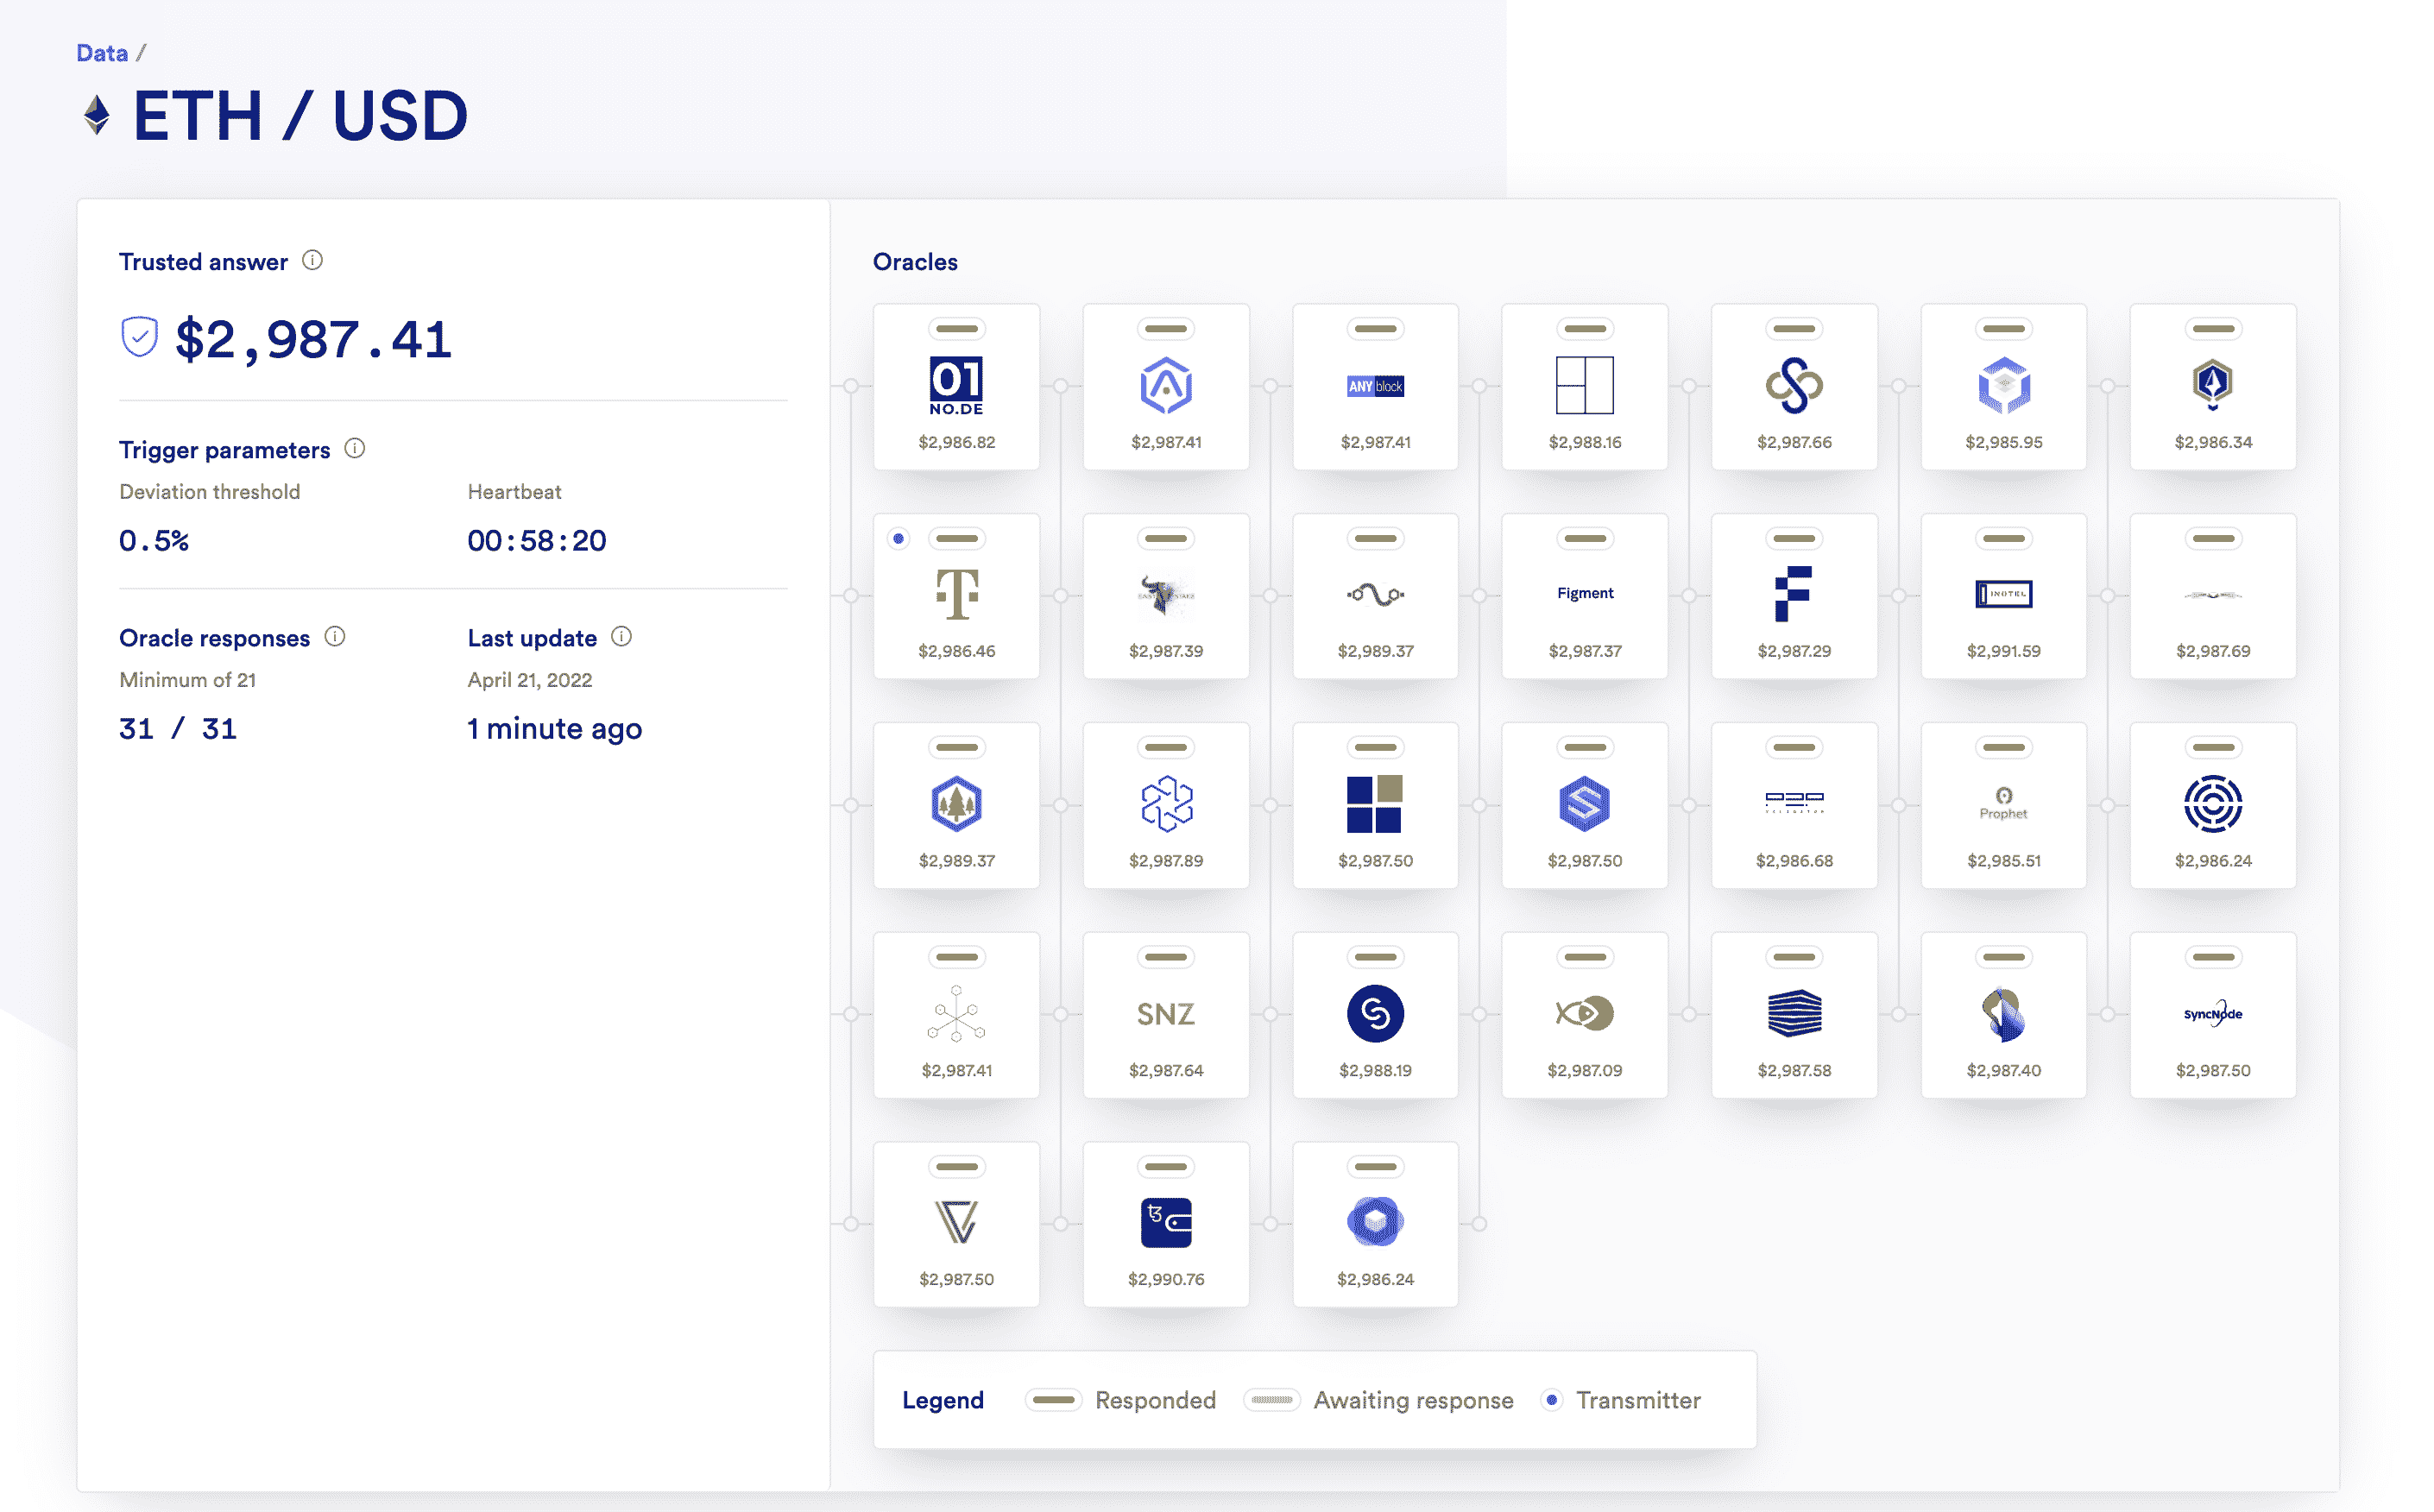 Data /
ETH / USD
Trusted answer
$2,987.41
Trigger parameters
Deviation threshold
Heartbeat
0.5%
00:58:20
Oracle responses
Last update
Minimum of 21
April 21, 2022
31 / 31
1 minute ago
Oracles
01
NO.DE
ANY block
$2,986.82
$2,987.41
$2,987.41
$2,988.16
$2,987.66
$2,985.95
$2,986.34
Figment
INOTEL
$2,986.46
$2,987.39
$2,989.37
$2,987.37
$2,987.29
$2,991.59
$2,987.69
Prophet
$2,989.37
$2,987.89
$2,987.50
$2,987.50
$2,986.68
$2,985.51
$2,986.24
SNZ
SyncNode
$2,987.41
$2,987.64
$2,988.19
$2,987.09
$2,987.58
$2,987.40
$2,987.50
$2,987.50
$2,990.76
$2,986.24
Legend
Responded
Awaiting response
Transmitter